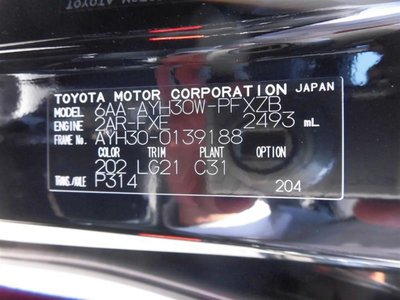 TOYOTA MOTOR CORPORATION JAPAN
MODEL 6AA-AYH30W-PFXZB
ENGINE 2AR-FXE 2493 mL
FRAME No. AYH30-0139188
COLOR TRIM PLANT OPTION
202 LG21 C31
TRANS./AXLE P314
204